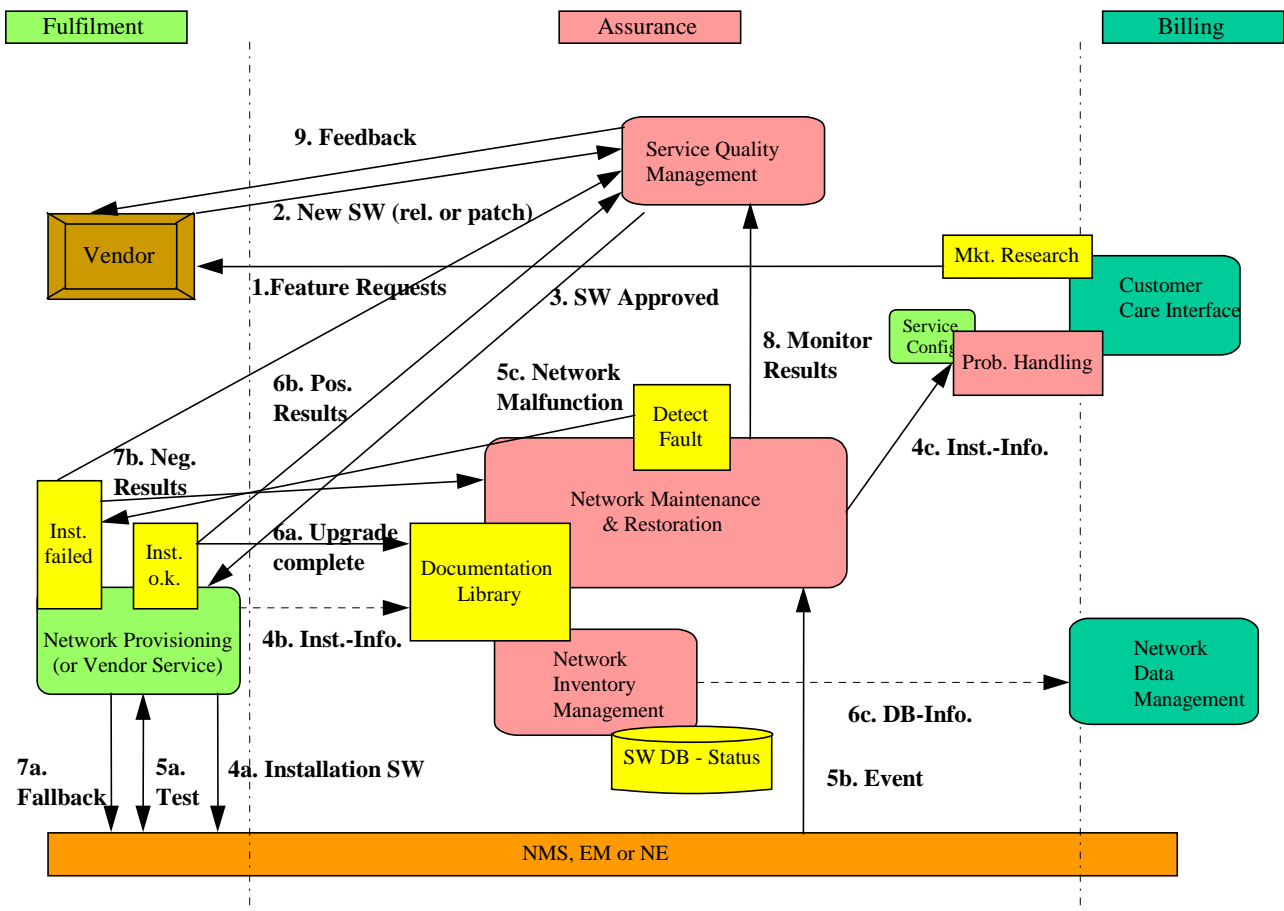 Fulfilment
Assurance
Billing
9. Feedback
Service Quality
Management
2. New SW (rel. or patch)
Vendor
Mkt. Research
1.Feature Requests
3. SW Approved
Customer
Care Interface
Service
Config
Prob. Handling
8. Monitor
Results
6b. Pos.
Results
5c. Network
Malfunction
Detect
Fault
4c. Inst.-Info.
7b. Neg.
Results
Network Maintenance
& Restoration
Inst.
failed
Inst.
o.k.
6a. Upgrade
complete
Documentation
Library
4b. Inst.-Info.
Network Provisioning
(or Vendor Service)
Network
Inventory
Management
Network
Data
Management
6c. DB-Info.
SW DB - Status
7a.
Fallback
5a.
Test
4a. Installation SW
5b. Event
NMS, EM or NE